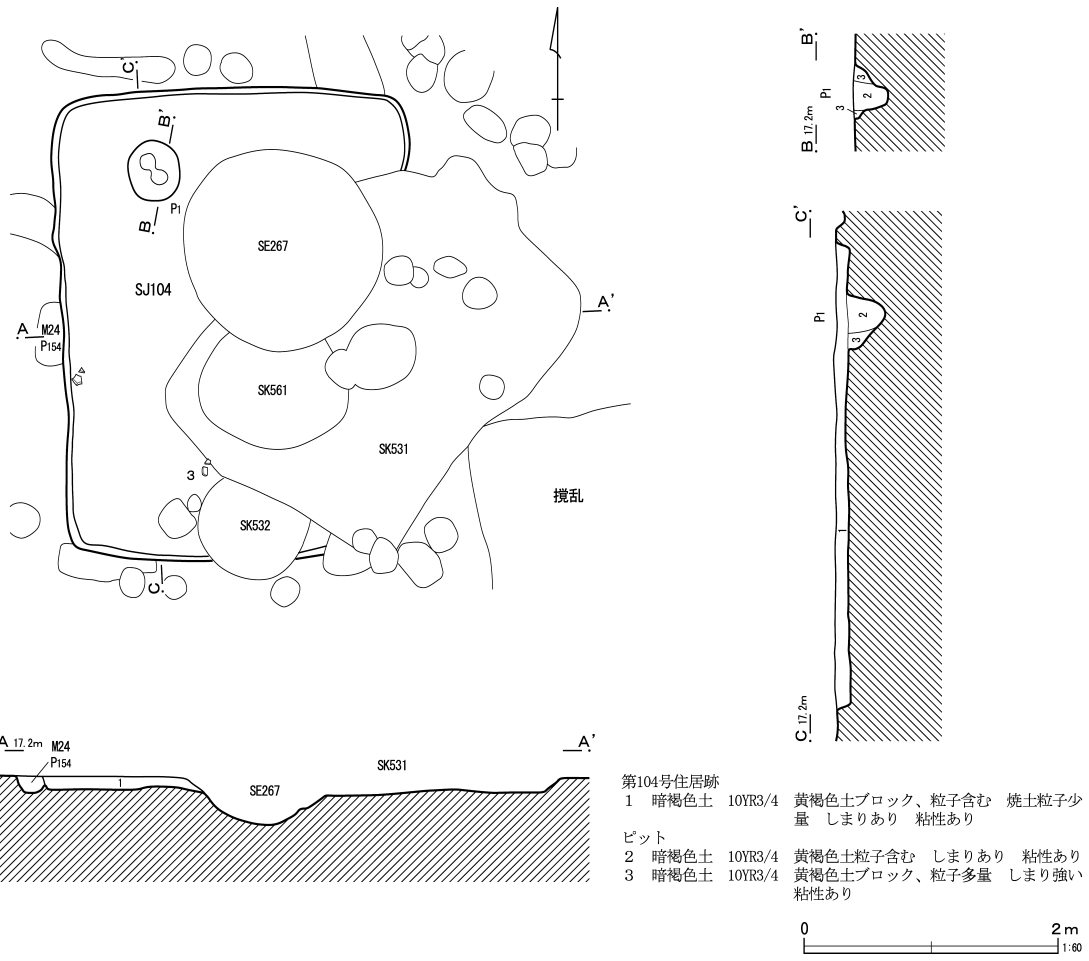 C'
B'
B
P1
SE267
SJ104
A
M24
P154
A'
SK561
SK531
3
SK532
撹乱
C
B'
3
2
P1
3
B 17.2m
C'
2
P1
3
1
C 17.2m
A 17.2m
M24
P154
1
SE267
SK531
A'
第104号住居跡
1 暗褐色土 10YR3/4 黄褐色土ブロック、粒子含む 焼土粒子少
量 しまりあり 粘性あり
ピット
2 暗褐色土 10YR3/4 黄褐色土粒子含む しまりあり 粘性あり
3 暗褐色土 10YR3/4 黄褐色土ブロック、粒子多量 しまり強い
粘性あり
0 2m
1:60